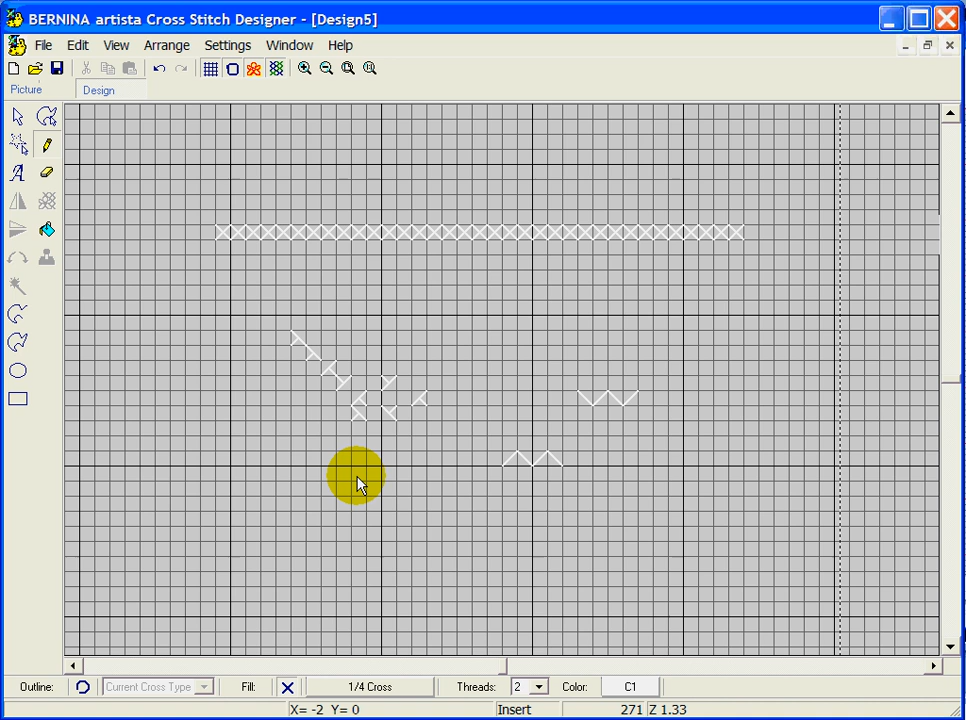 BERNINA artista Cross Stitch Designer - [Design5]
File Edit View Arrange Settings Window Help
Picture Design
A
Outline: Current Cross Type Fill: 1/4 Cross Threads: 2 Color: C1
X= -2 Y= 0 Insert 271 Z 1.33